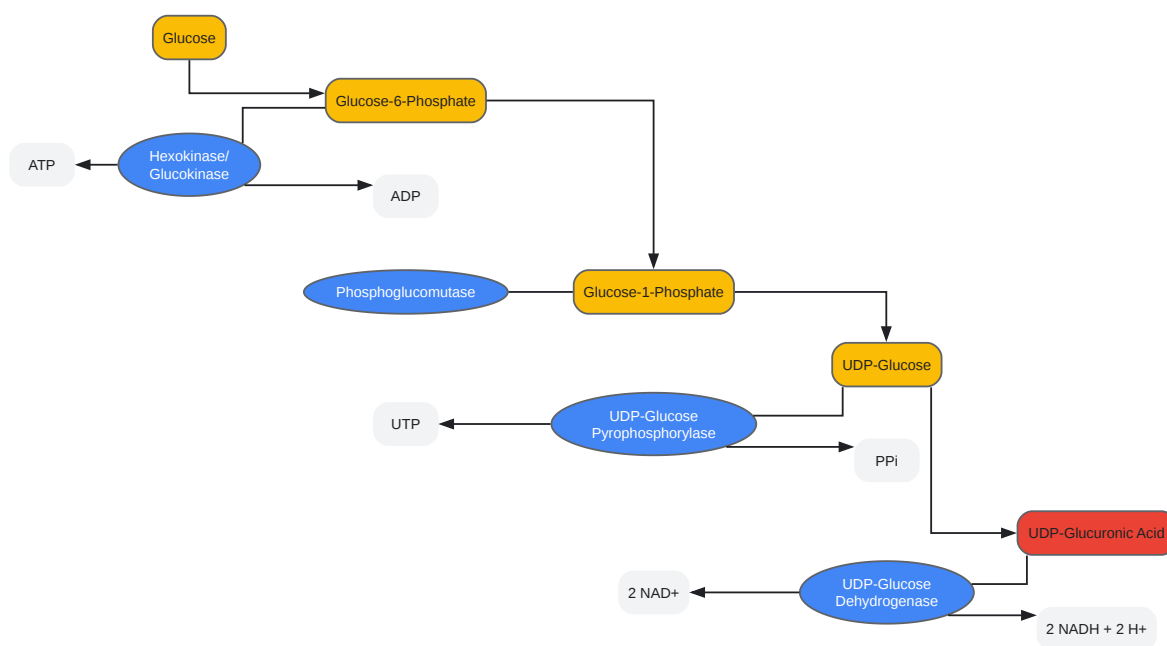 Glucose
Glucose-6-Phosphate
Hexokinase/
Glucokinase
ATP
ADP
Phosphoglucomutase
Glucose-1-Phosphate
UDP-Glucose
UDP-Glucose
Pyrophosphorylase
UTP
PPi
UDP-Glucuronic Acid
UDP-Glucose
Dehydrogenase
2 NAD+
2 NADH + 2 H+